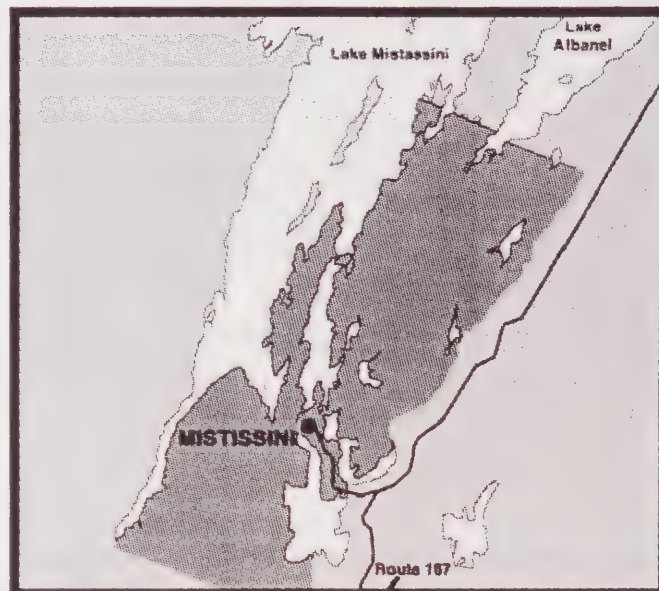 Lake
Albanel
Lake Mistassini
MISTISSINI
Route 167